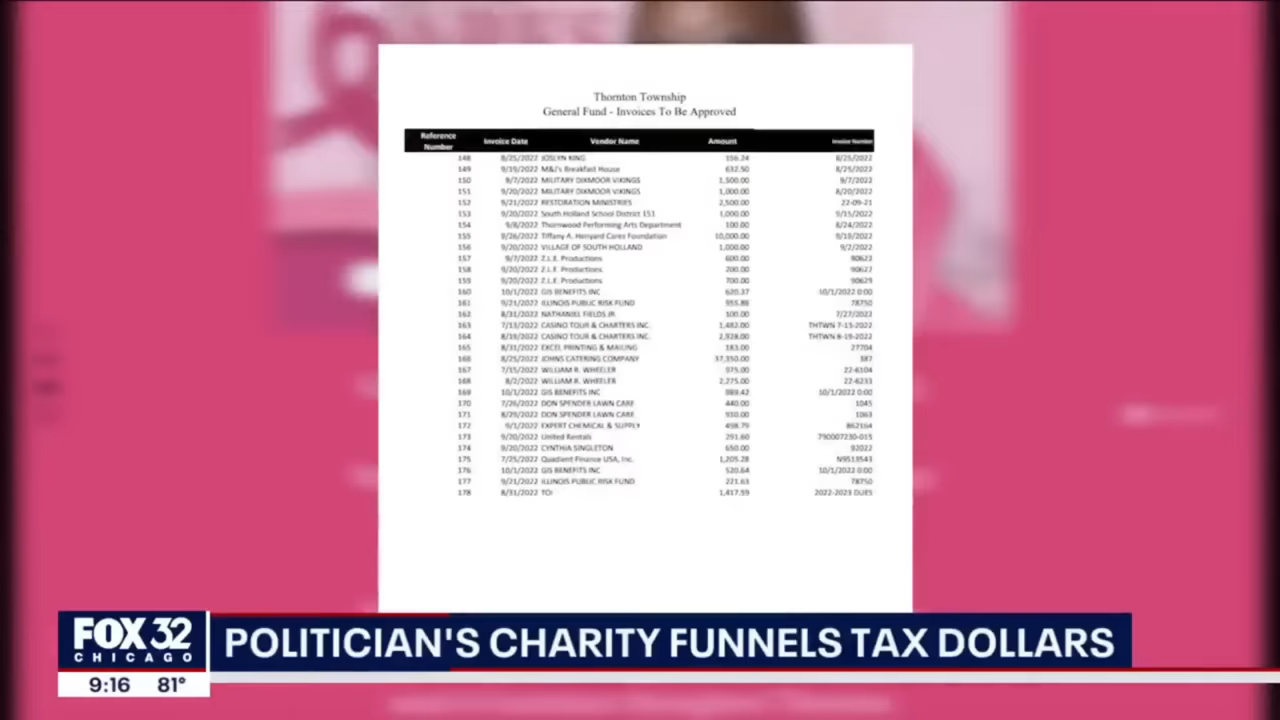 Thornton Township
General Fund - Invoices To Be Approved
Reference Number Invoice Date Vendor Name Amount Invoice Number
148 8/25/2022 JOSLYN KING 156.24 8/25/2022
149 9/19/2022 M&J's Breakfast House 632.50 8/25/2022
150 9/7/2022 MILITARY DIXMOOR VIKINGS 1,500.00 9/7/2022
151 9/20/2022 MILITARY DIXMOOR VIKINGS 1,000.00 8/20/2022
152 9/21/2022 RESTORATION MINISTRIES 2,500.00 22-09-21
153 9/20/2022 South Holland School District 151 1,000.00 9/15/2022
154 9/8/2022 Thornwood Performing Arts Department 100.00 8/24/2022
155 9/26/2022 Tiffany A. Henyard Cares Foundation 10,000.00 9/19/2022
156 9/20/2022 VILLAGE OF SOUTH HOLLAND 1,000.00 9/2/2022
157 9/7/2022 Z.L.E. Productions 600.00 90622
158 9/20/2022 Z.L.E. Productions 200.00 90627
159 9/20/2022 Z.L.E. Productions 700.00 90629
160 10/1/2022 GIS BENEFITS INC 620.37 10/1/2022 0:00
161 9/21/2022 ILLINOIS PUBLIC RISK FUND 955.86 78750
162 8/31/2022 NATHANIEL FIELDS JR. 100.00 7/27/2022
163 7/13/2022 CASINO TOUR & CHARTERS INC. 1,482.00 THTWN 7-13-2022
164 8/19/2022 CASINO TOUR & CHARTERS INC. 2,928.00 THTWN 8-19-2022
165 8/31/2022 EXCEL PRINTING & MAILING 183.00 27704
166 8/25/2022 JOHNS CATERING COMPANY 37,350.00 387
167 7/15/2022 WILLIAM R. WHEELER 975.00 22-6104
168 8/2/2022 WILLIAM R. WHEELER 2,275.00 22-6233
169 10/1/2022 GIS BENEFITS INC 989.42 10/1/2022 0:00
170 7/26/2022 DON SPENDER LAWN CARE 440.00 1045
171 8/29/2022 DON SPENDER LAWN CARE 1063
172 9/1/2022 EXPERT CHEMICAL & SUPPLY 498.79 862164
173 9/20/2022 United Rentals 291.60 790007230-015
174 9/20/2022 CYNTHIA SINGLETON 650.00 92022
175 7/25/2022 Quadient Finance USA, Inc. 1,205.28 N9513543
176 10/1/2022 GIS BENEFITS INC 520.64 10/1/2022 0:00
177 9/21/2022 ILLINOIS PUBLIC RISK FUND 221.63 78750
178 8/31/2022 TOI 1,417.59 2022-2023 DUES
FOX 32
CHICAGO
POLITICIAN'S CHARITY FUNNELS TAX DOLLARS
9:16 81°